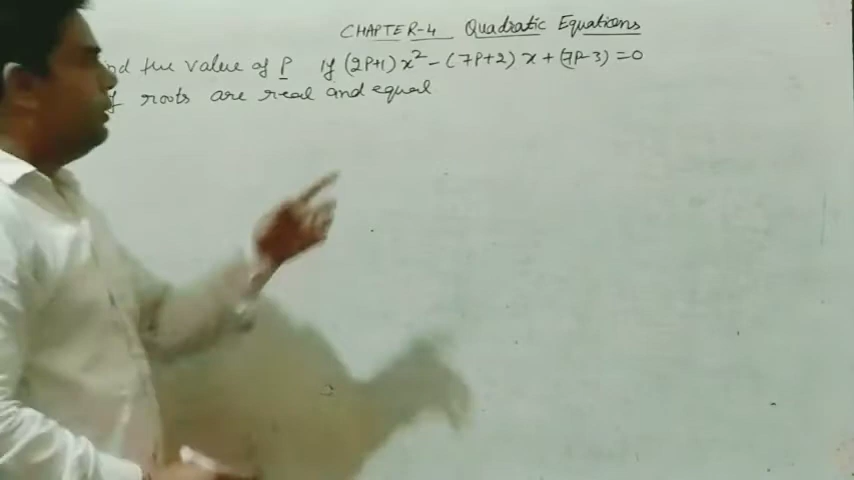 CHAPTER-4 Quadratic Equations
the value of P if (2P+1)x² - (7P+2)x + (7P-3) = 0
roots are real and equal